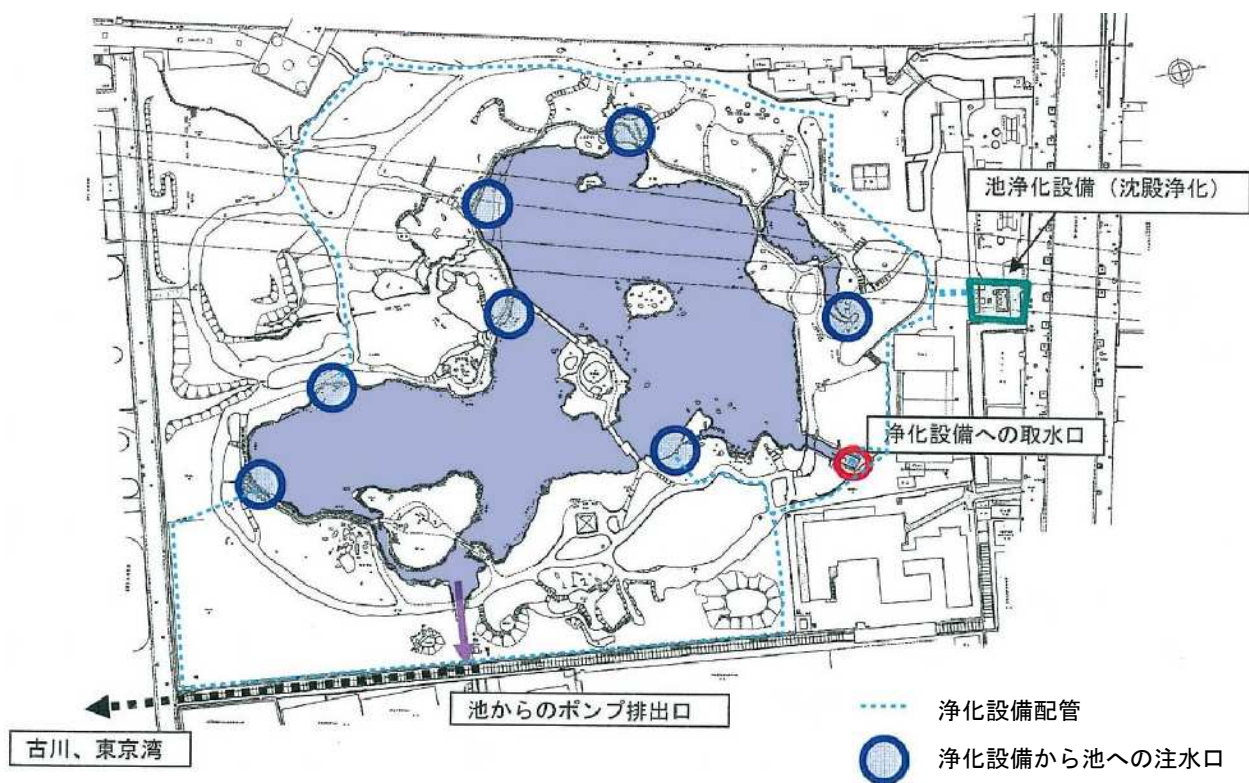 池浄化設備（沈殿浄化）
浄化設備への取水口
池からのポンプ排出口
古川、東京湾
浄化設備配管
浄化設備から池への注水口